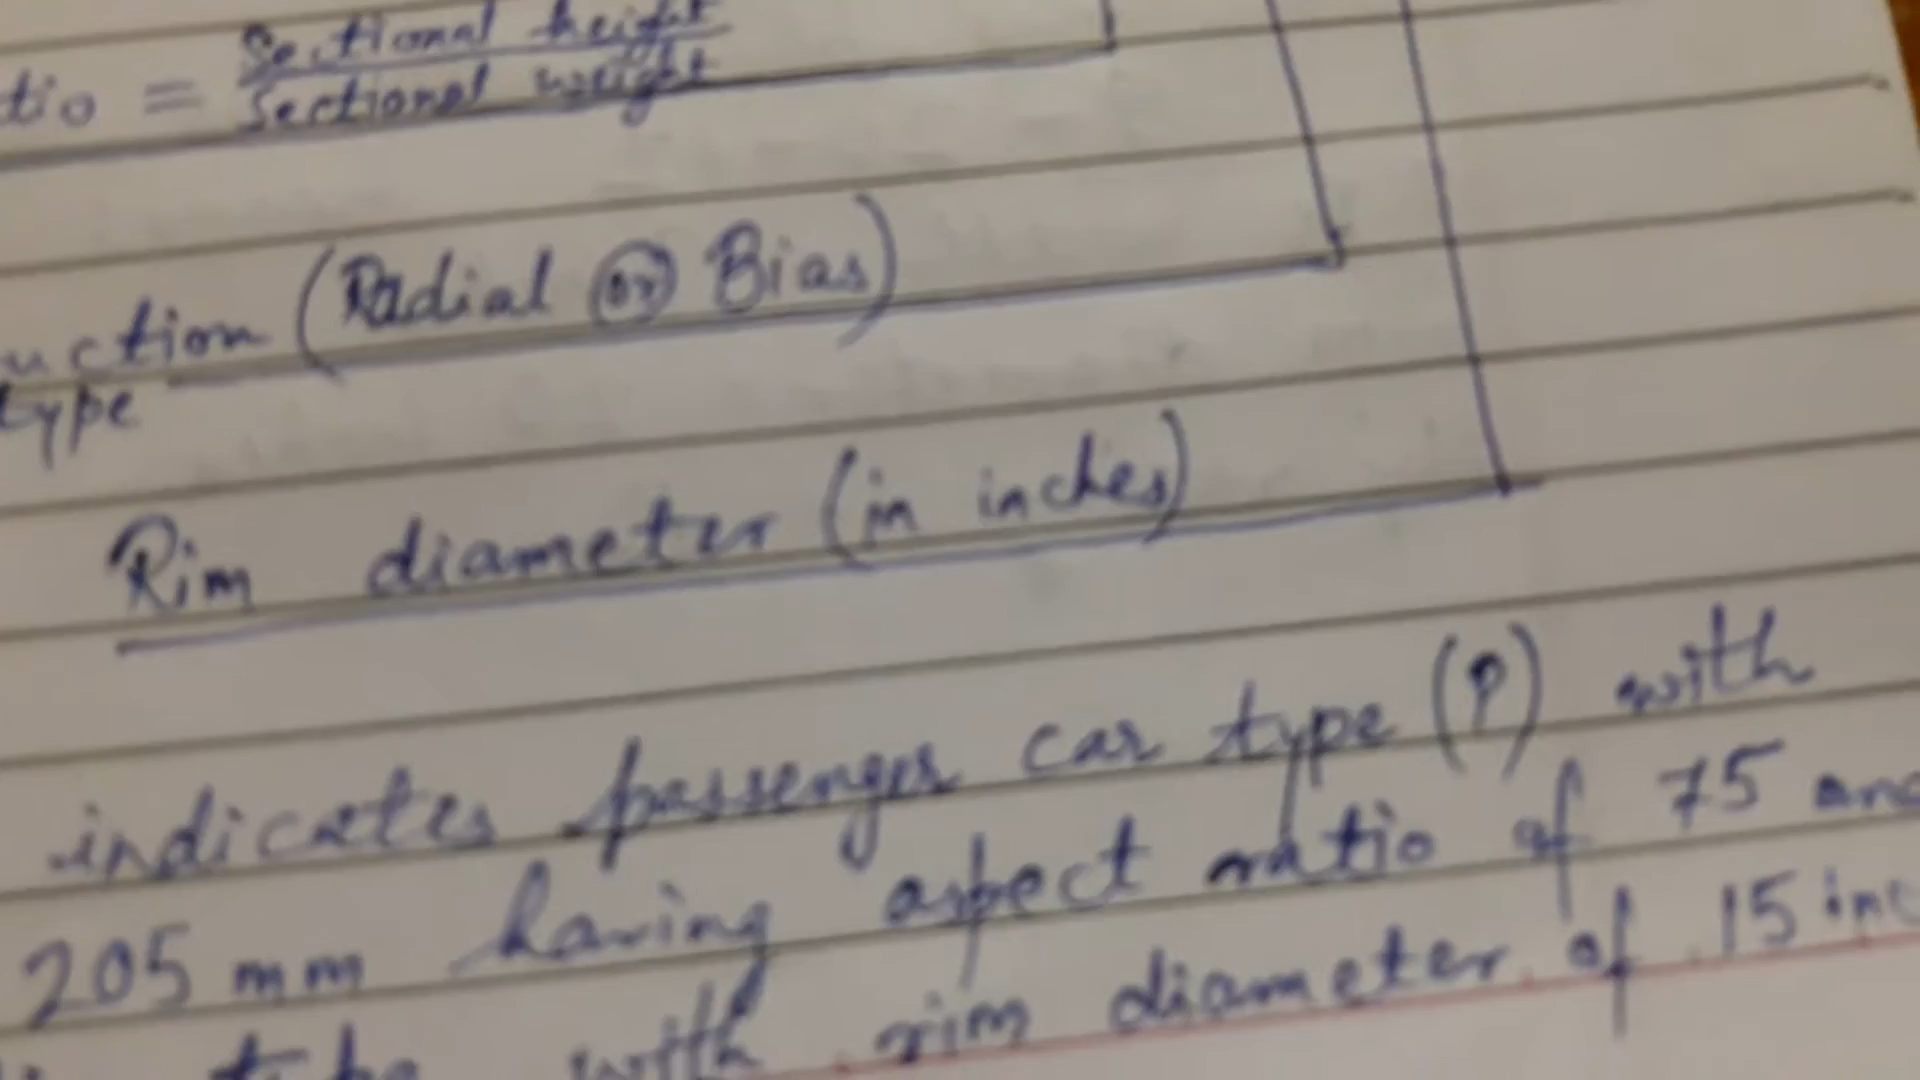 Sectional height
tio = Sectional weight
uction (Radial or Bias)
type
Rim diameter (in inches)
indicates passenger car type (P) with
205 mm having aspect ratio of 75 and
with rim diameter of 15 inc